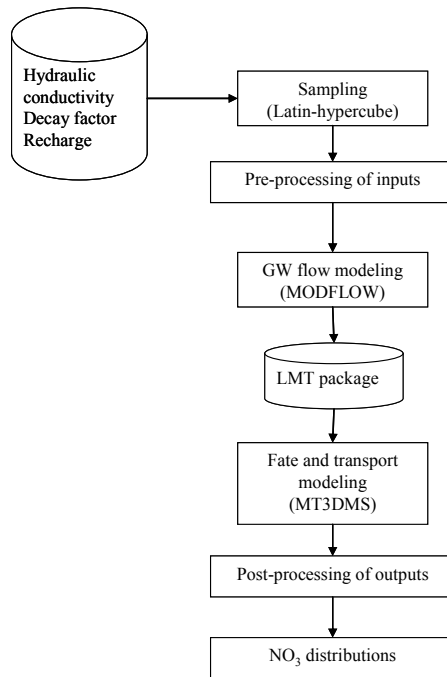 Hydraulic
conductivity
Decay factor
Recharge
Sampling
(Latin-hypercube)
Pre-processing of inputs
GW flow modeling
(MODFLOW)
LMT package
Fate and transport
modeling
(MT3DMS)
Post-processing of outputs
NO₃ distributions